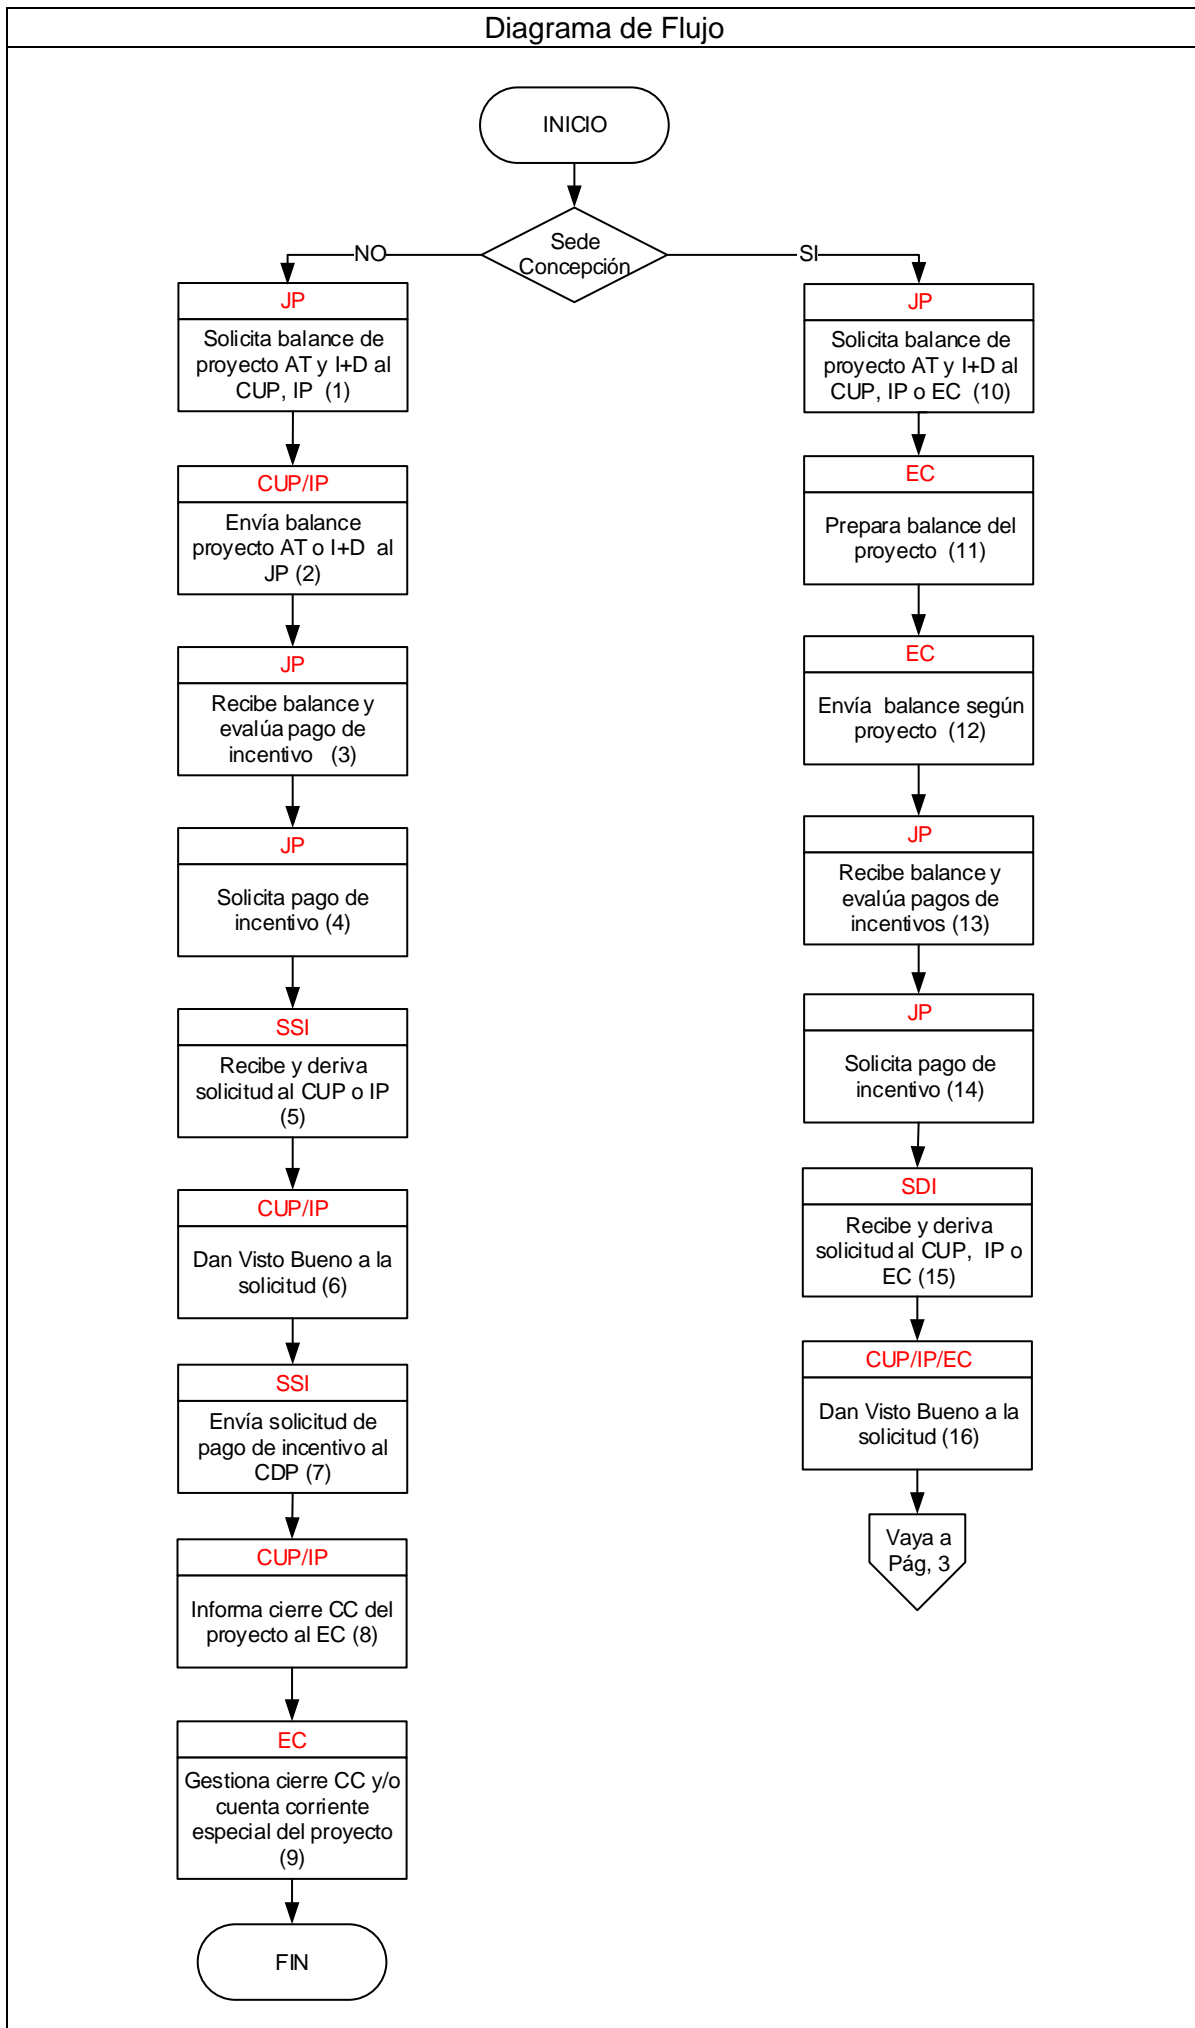 Diagrama de Flujo
INICIO
Sede
Concepción
NO
SI
JP
Solicita balance de
proyecto AT y I+D al
CUP, IP (1)
CUP/IP
Envía balance
proyecto AT o I+D al
JP (2)
JP
Recibe balance y
evalúa pago de
incentivo (3)
JP
Solicita pago de
incentivo (4)
SSI
Recibe y deriva
solicitud al CUP o IP
(5)
CUP/IP
Dan Visto Bueno a la
solicitud (6)
SSI
Envía solicitud de
pago de incentivo al
CDP (7)
CUP/IP
Informa cierre CC del
proyecto al EC (8)
EC
Gestiona cierre CC y/o
cuenta corriente
especial del proyecto
(9)
FIN
JP
Solicita balance de
proyecto AT y I+D al
CUP, IP o EC (10)
EC
Prepara balance del
proyecto (11)
EC
Envía balance según
proyecto (12)
JP
Recibe balance y
evalúa pagos de
incentivos (13)
JP
Solicita pago de
incentivo (14)
SDI
Recibe y deriva
solicitud al CUP, IP o
EC (15)
CUP/IP/EC
Dan Visto Bueno a la
solicitud (16)
Vaya a
Pág, 3